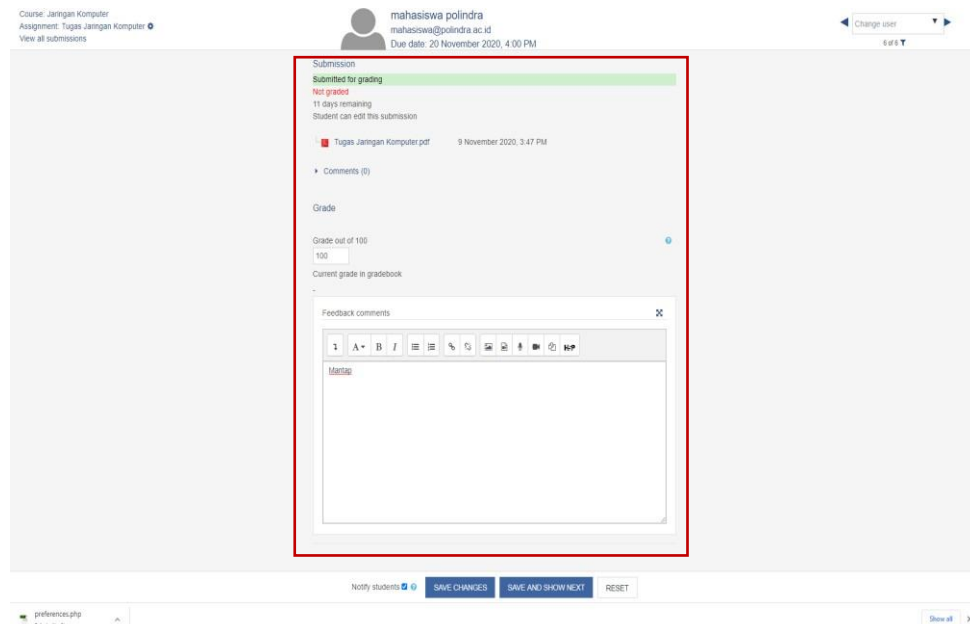 Course: Jaringan Komputer
Assignment: Tugas Jaringan Komputer
View all submissions
mahasiswa polindra
mahasiswa@polindra.ac.id
Due date: 20 November 2020, 4:00 PM
Change user
6 of 6
Submission
Submitted for grading
Not graded
11 days remaining
Student can edit this submission
Tugas Jaringan Komputer.pdf 9 November 2020, 3:47 PM
Comments (0)
Grade
Grade out of 100
100
Current grade in gradebook
-
Feedback comments
A B I H-P
Mantap
Notify students SAVE CHANGES SAVE AND SHOW NEXT RESET
preferences.php
Show all X